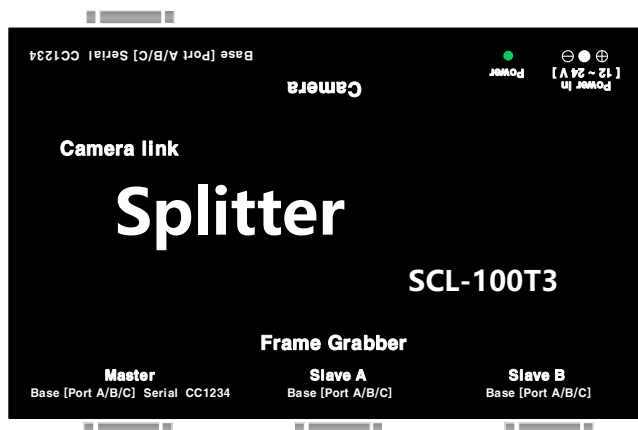 Base [Port A/B/C] Serial CC1234
Camera
Power
Power In
[ 12 ~ 24 V ]
Camera link
Splitter
SCL-100T3
Frame Grabber
Master
Base [Port A/B/C] Serial CC1234
Slave A
Base [Port A/B/C]
Slave B
Base [Port A/B/C]